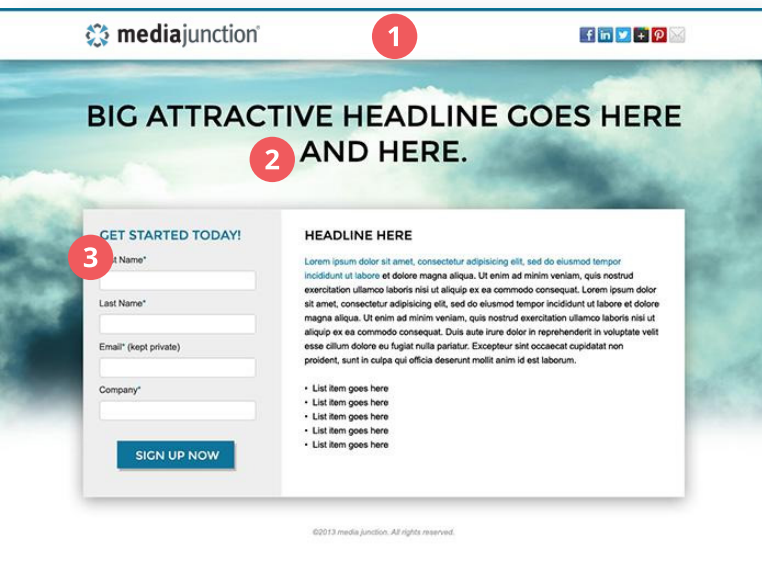 mediajunction®
1
BIG ATTRACTIVE HEADLINE GOES HERE
2 AND HERE.
GET STARTED TODAY!
3
st Name*
Last Name*
Email* (kept private)
Company*
SIGN UP NOW
HEADLINE HERE
Lorem ipsum dolor sit amet, consectetur adipisicing elit, sed do eiusmod tempor
incididunt ut labore et dolore magna aliqua. Ut enim ad minim veniam, quis nostrud
exercitation ullamco laboris nisi ut aliquip ex ea commodo consequat. Lorem ipsum dolor
sit amet, consectetur adipisicing elit, sed do eiusmod tempor incididunt ut labore et dolore
magna aliqua. Ut enim ad minim veniam, quis nostrud exercitation ullamco laboris nisi ut
aliquip ex ea commodo consequat. Duis aute irure dolor in reprehenderit in voluptate velit
esse cillum dolore eu fugiat nulla pariatur. Excepteur sint occaecat cupidatat non
proident, sunt in culpa qui officia deserunt mollit anim id est laborum.
• List item goes here
• List item goes here
• List item goes here
• List item goes here
• List item goes here
©2013 media junction. All rights reserved.